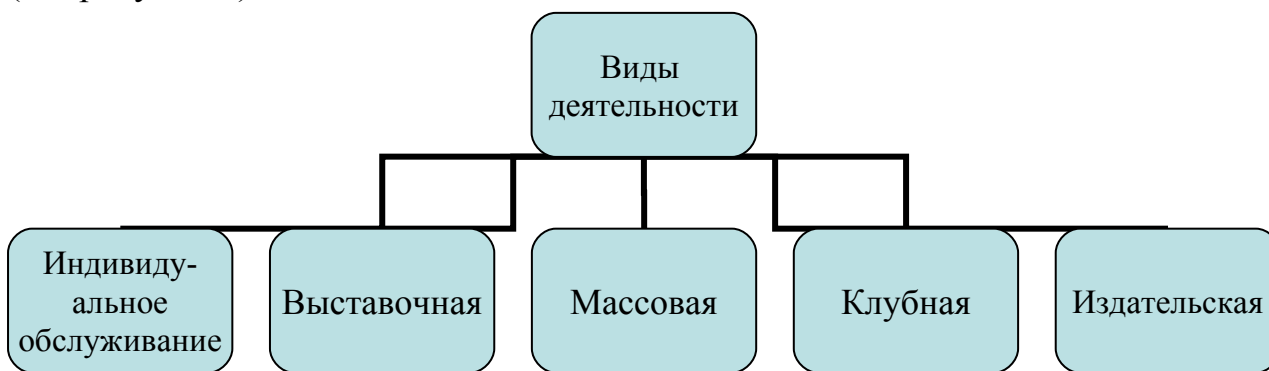 Виды
деятельности
Индивиду-
альное
обслуживание
Выставочная
Массовая
Клубная
Издательская